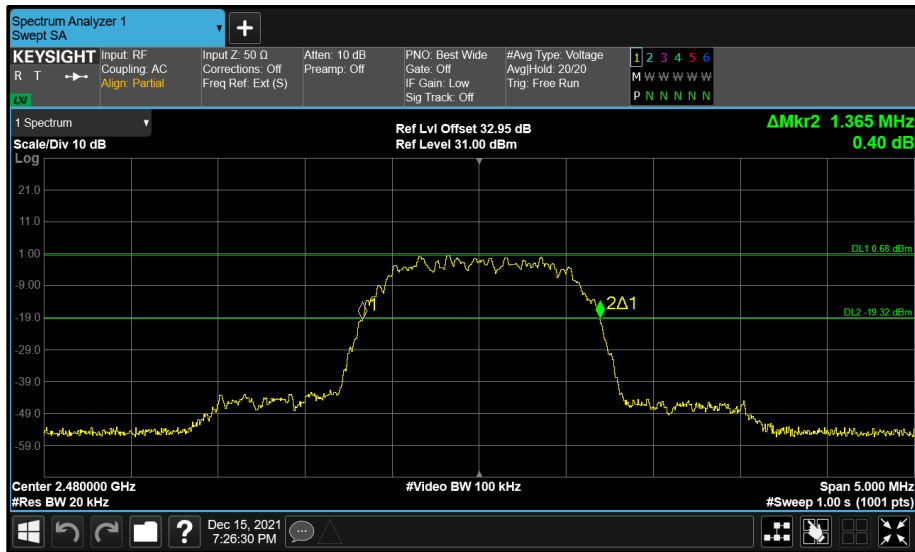 Spectrum Analyzer 1
Swept SA
KEYSIGHT
R T
LXI
Input: RF
Coupling: AC
Align: Partial
Input Z: 50 Ω
Corrections: Off
Freq Ref: Ext (S)
Atten: 10 dB
Preamp: Off
PNO: Best Wide
Gate: Off
IF Gain: Low
Sig Track: Off
#Avg Type: Voltage
Avg|Hold: 20/20
Trig: Free Run
1 2 3 4 5 6
M W W W W W
P N N N N N
1 Spectrum
Scale/Div 10 dB
Ref Lvl Offset 32.95 dB
Ref Level 31.00 dBm
ΔMkr2 1.365 MHz
0.40 dB
Log
21.0
11.0
1.00
DL1 0.68 dBm
-9.00
1
2Δ1
-19.0
DL2 -19.32 dBm
-29.0
-39.0
-49.0
-59.0
Center 2.480000 GHz
#Video BW 100 kHz
Span 5.000 MHz
#Res BW 20 kHz
#Sweep 1.00 s (1001 pts)
?
Dec 15, 2021
7:26:30 PM